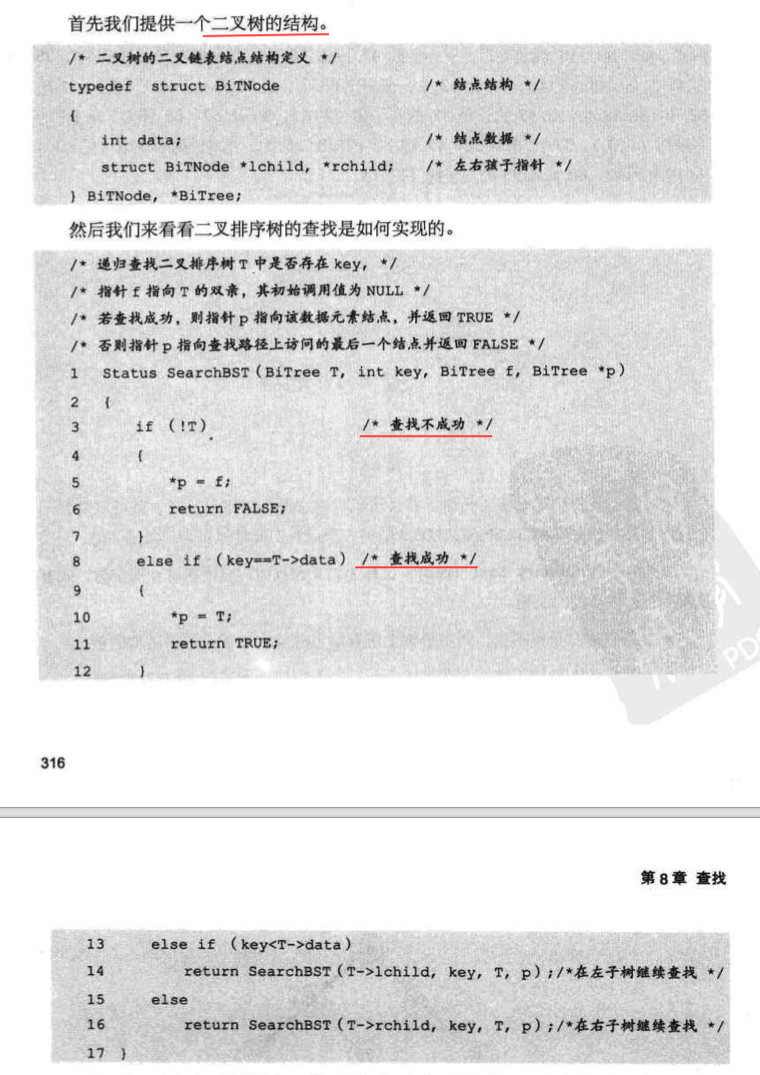 首先我们提供一个二叉树的结构。
/* 二叉树的二叉链表结点结构定义 */
typedef struct BiTNode /* 结点结构 */
{
int data; /* 结点数据 */
struct BiTNode *lchild, *rchild; /* 左右孩子指针 */
} BiTNode, *BiTree;
然后我们来看看二叉排序树的查找是如何实现的。
/* 递归查找二叉排序树 T 中是否存在 key, */
/* 指针 f 指向 T 的双亲，其初始调用值为 NULL */
/* 若查找成功，则指针 p 指向该数据元素结点，并返回 TRUE */
/* 否则指针 p 指向查找路径上访问的最后一个结点并返回 FALSE */
1 Status SearchBST(BiTree T, int key, BiTree f, BiTree *p)
2 {
3 if (!T) /* 查找不成功 */
4 {
5 *p = f;
6 return FALSE;
7 }
8 else if (key==T->data) /* 查找成功 */
9 {
10 *p = T;
11 return TRUE;
12 }
316
第 8 章 查找
13 else if (key<T->data)
14 return SearchBST(T->lchild, key, T, p);/*在左子树继续查找 */
15 else
16 return SearchBST(T->rchild, key, T, p);/*在右子树继续查找 */
17 }